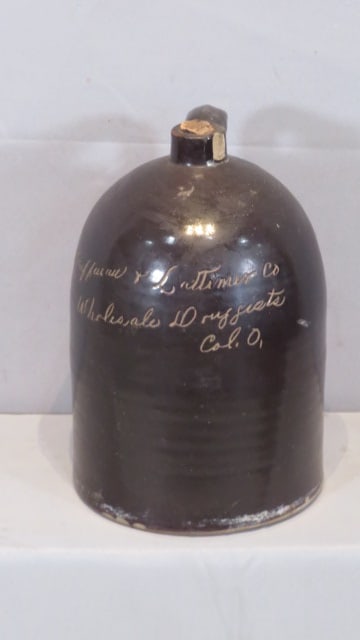 & Lattimer Co
Wholesale Druggists
Col. O,